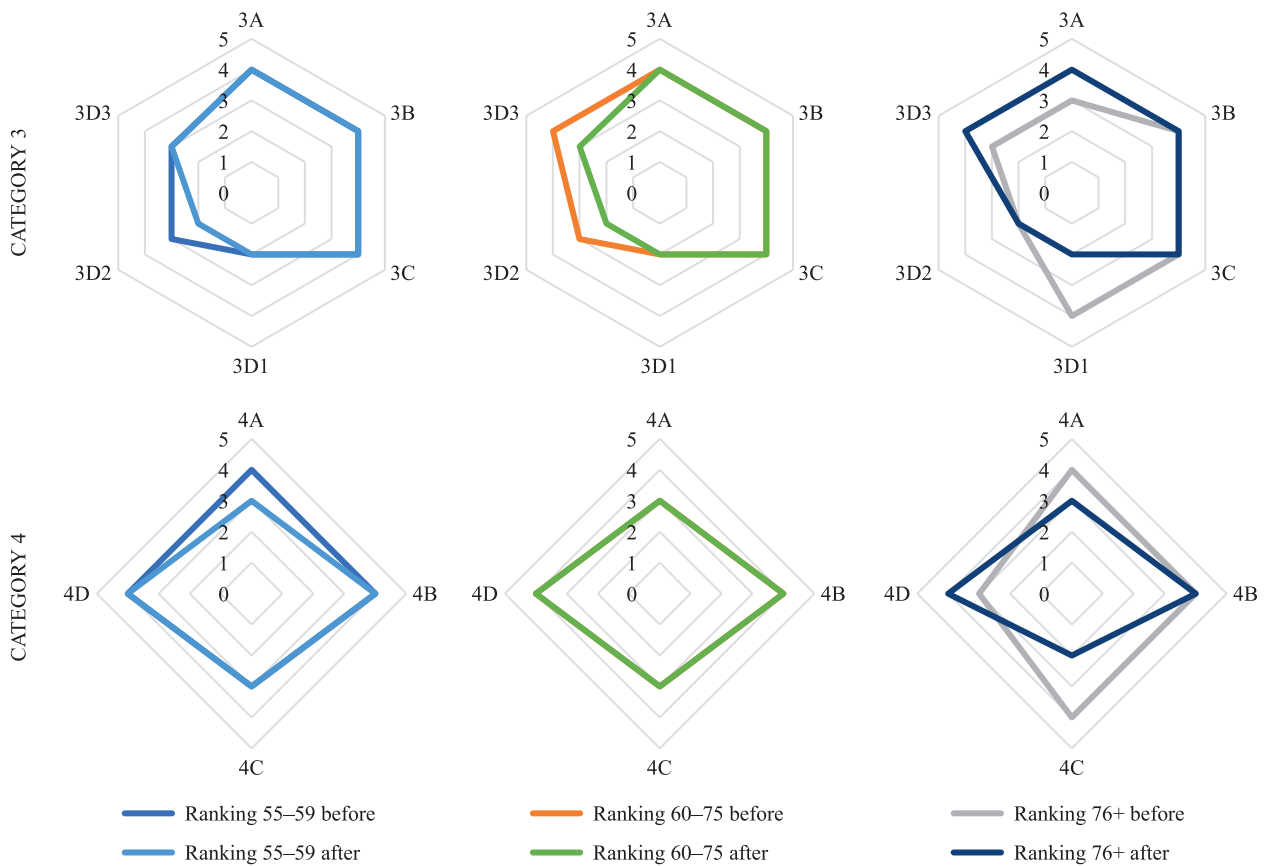 CATEGORY 3
3A
5
4
3
2
1
0
3B
3C
3D1
3D2
3D3
3A
5
4
3
2
1
0
3B
3C
3D1
3D2
3D3
3A
5
4
3
2
1
0
3B
3C
3D1
3D2
3D3
CATEGORY 4
4A
5
4
3
2
1
0
4B
4C
4D
4A
5
4
3
2
1
0
4B
4C
4D
4A
5
4
3
2
1
0
4B
4C
4D
Ranking 55–59 before
Ranking 55–59 after
Ranking 60–75 before
Ranking 60–75 after
Ranking 76+ before
Ranking 76+ after